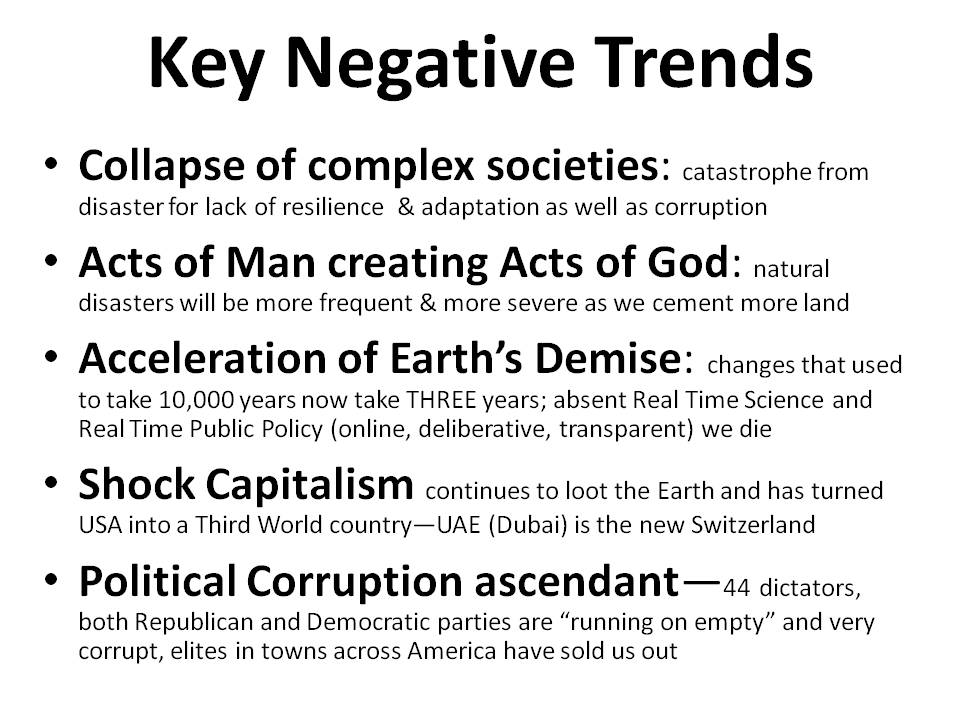 Key Negative Trends
• Collapse of complex societies: catastrophe from
disaster for lack of resilience & adaptation as well as corruption
• Acts of Man creating Acts of God: natural
disasters will be more frequent & more severe as we cement more land
• Acceleration of Earth’s Demise: changes that used
to take 10,000 years now take THREE years; absent Real Time Science and
Real Time Public Policy (online, deliberative, transparent) we die
• Shock Capitalism continues to loot the Earth and has turned
USA into a Third World country—UAE (Dubai) is the new Switzerland
• Political Corruption ascendant—44 dictators,
both Republican and Democratic parties are “running on empty” and very
corrupt, elites in towns across America have sold us out